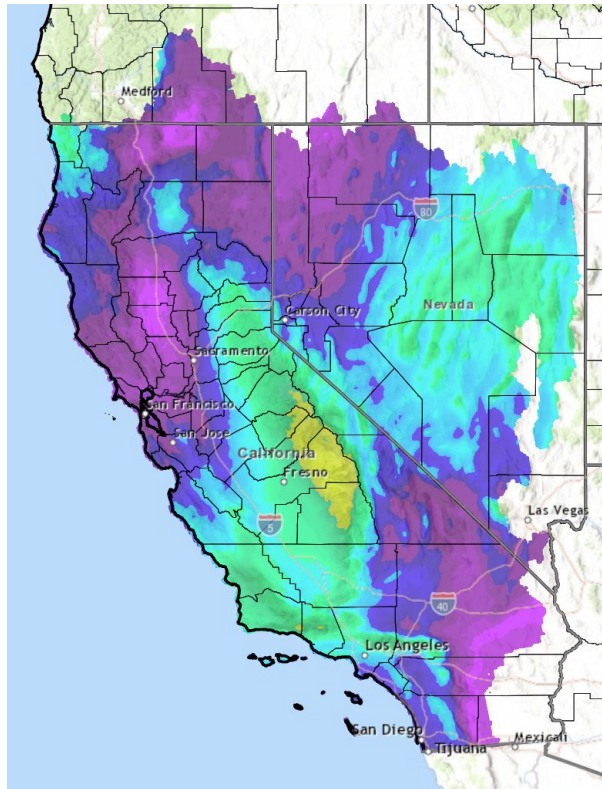 Medford
80
Nevada
Carson City
Sacramento
San Francisco
San Jose
California
Fresno
5
Las Vegas
40
Los Angeles
San Diego
Tijuana
Mexicali